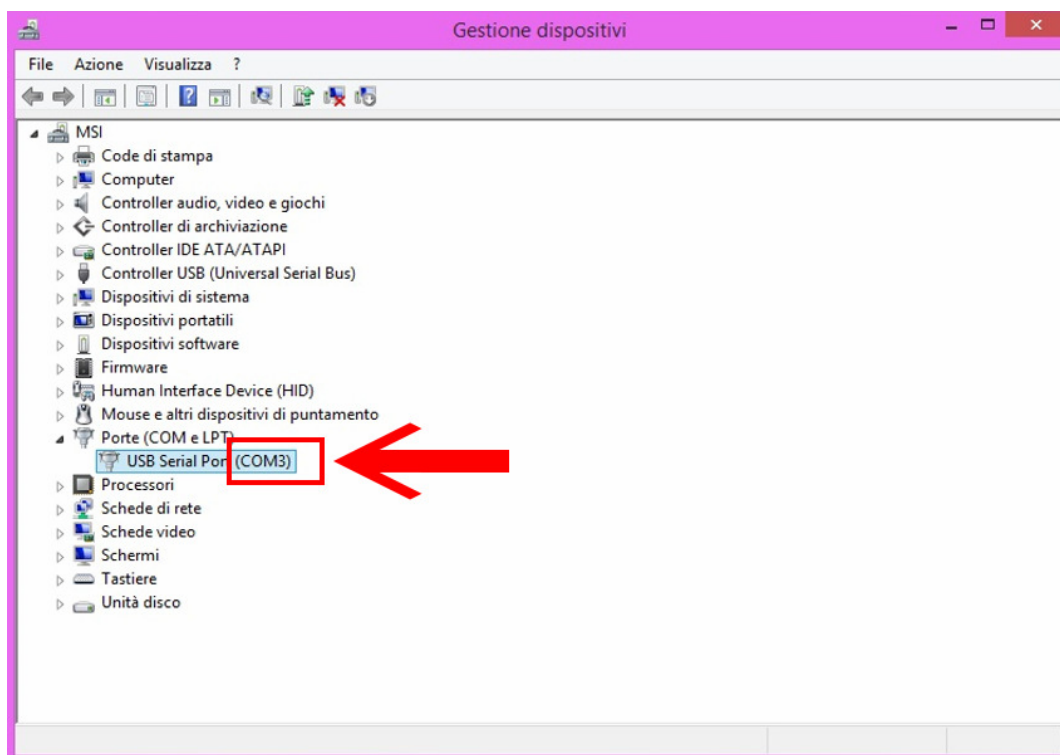 Gestione dispositivi
File Azione Visualizza ?
MSI
Code di stampa
Computer
Controller audio, video e giochi
Controller di archiviazione
Controller IDE ATA/ATAPI
Controller USB (Universal Serial Bus)
Dispositivi di sistema
Dispositivi portatili
Dispositivi software
Firmware
Human Interface Device (HID)
Mouse e altri dispositivi di puntamento
Porte (COM e LPT)
USB Serial Port (COM3)
Processori
Schede di rete
Schede video
Schermi
Tastiere
Unità disco